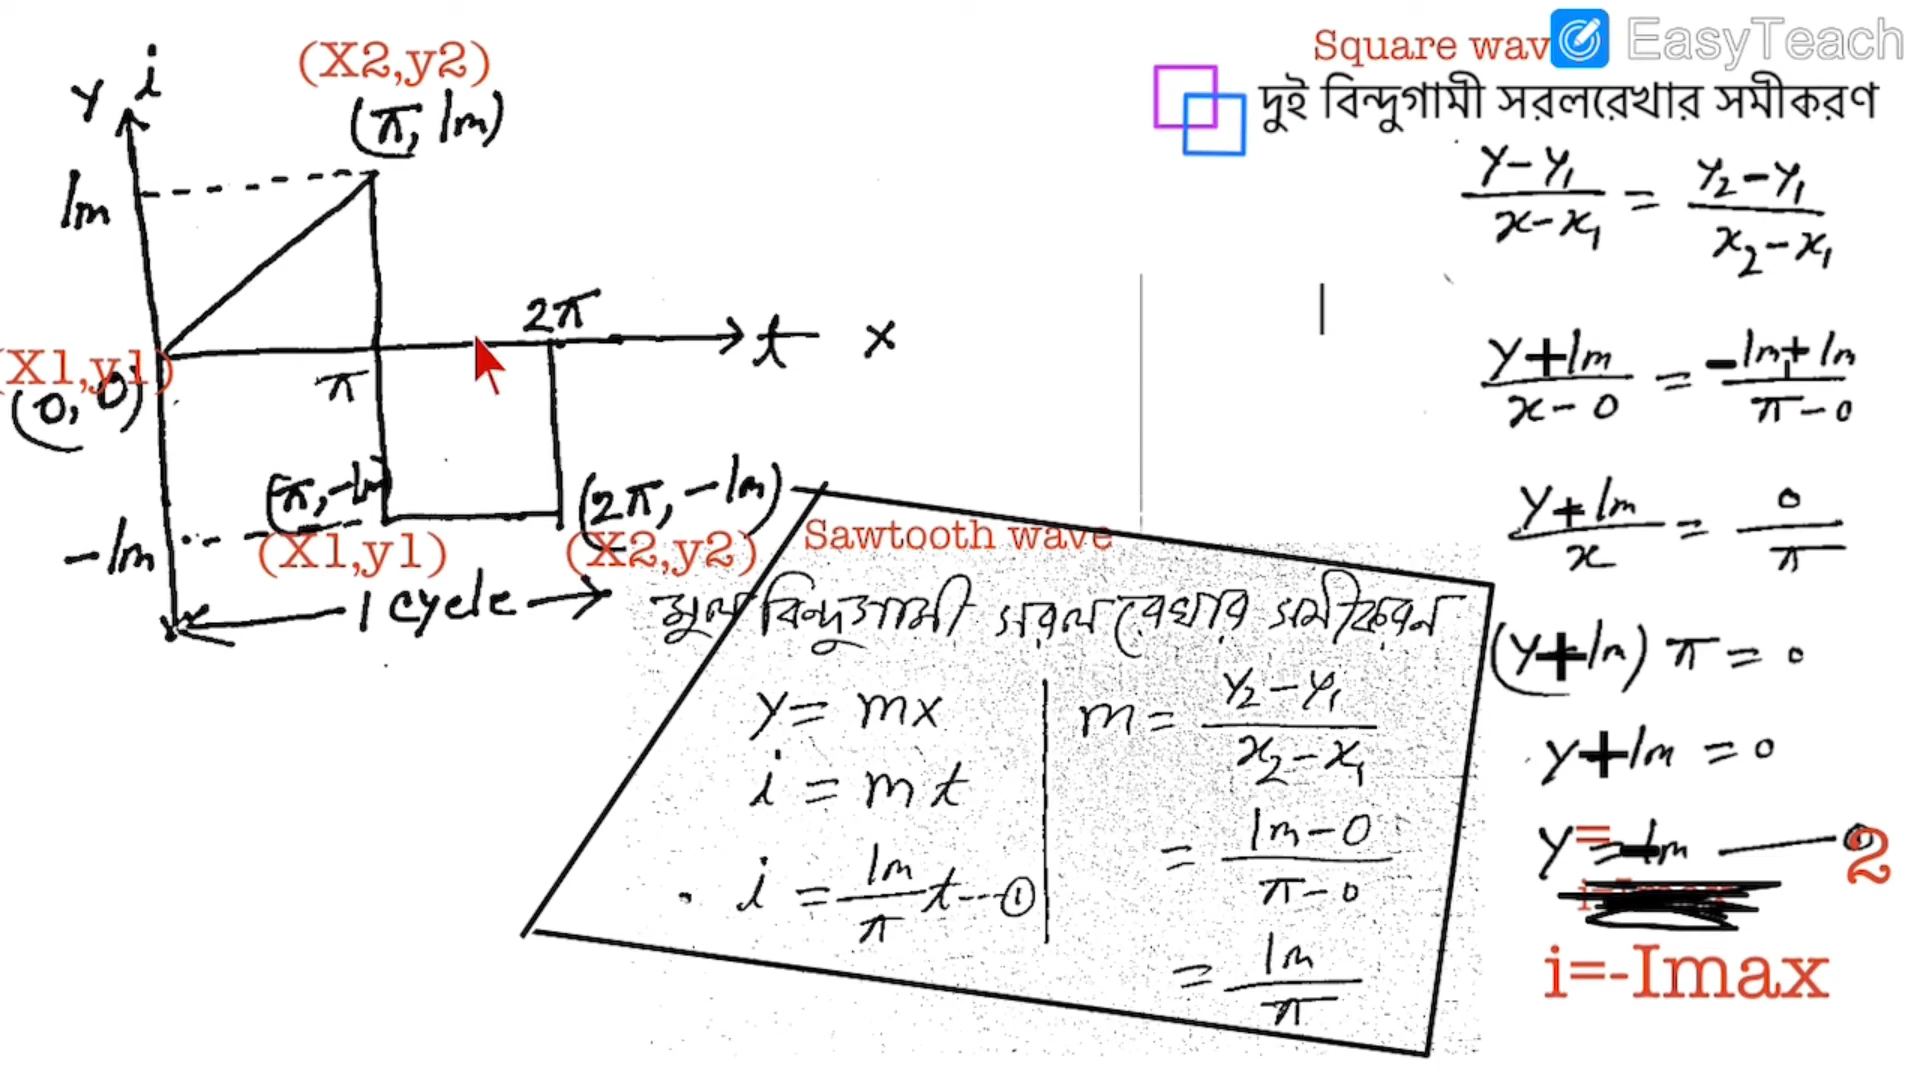 Square wav
EasyTeach
দুই বিন্দুগামী সরলরেখার সমীকরণ
y i
(X2,y2)
(π, Im)
Im
2π
t x
(X1,y1)
(0, 0)
π
(π, -Im)
(2π, -Im)
-Im
(X1,y1)
(X2,y2)
1 cycle
Sawtooth wave
মূল বিন্দুগামী সরল রেখার সমীকরন
y = mx
i = mt
i = Im/π t --- ①
m = y₂ - y₁ / x₂ - x₁
= Im - 0 / π - 0
= Im / π
y - y₁ / x - x₁ = y₂ - y₁ / x₂ - x₁
y + Im / x - 0 = -Im + Im / π - 0
y + Im / x = 0 / π
(y + Im) π = 0
y + Im = 0
y = -Im — 2
i=-Imax